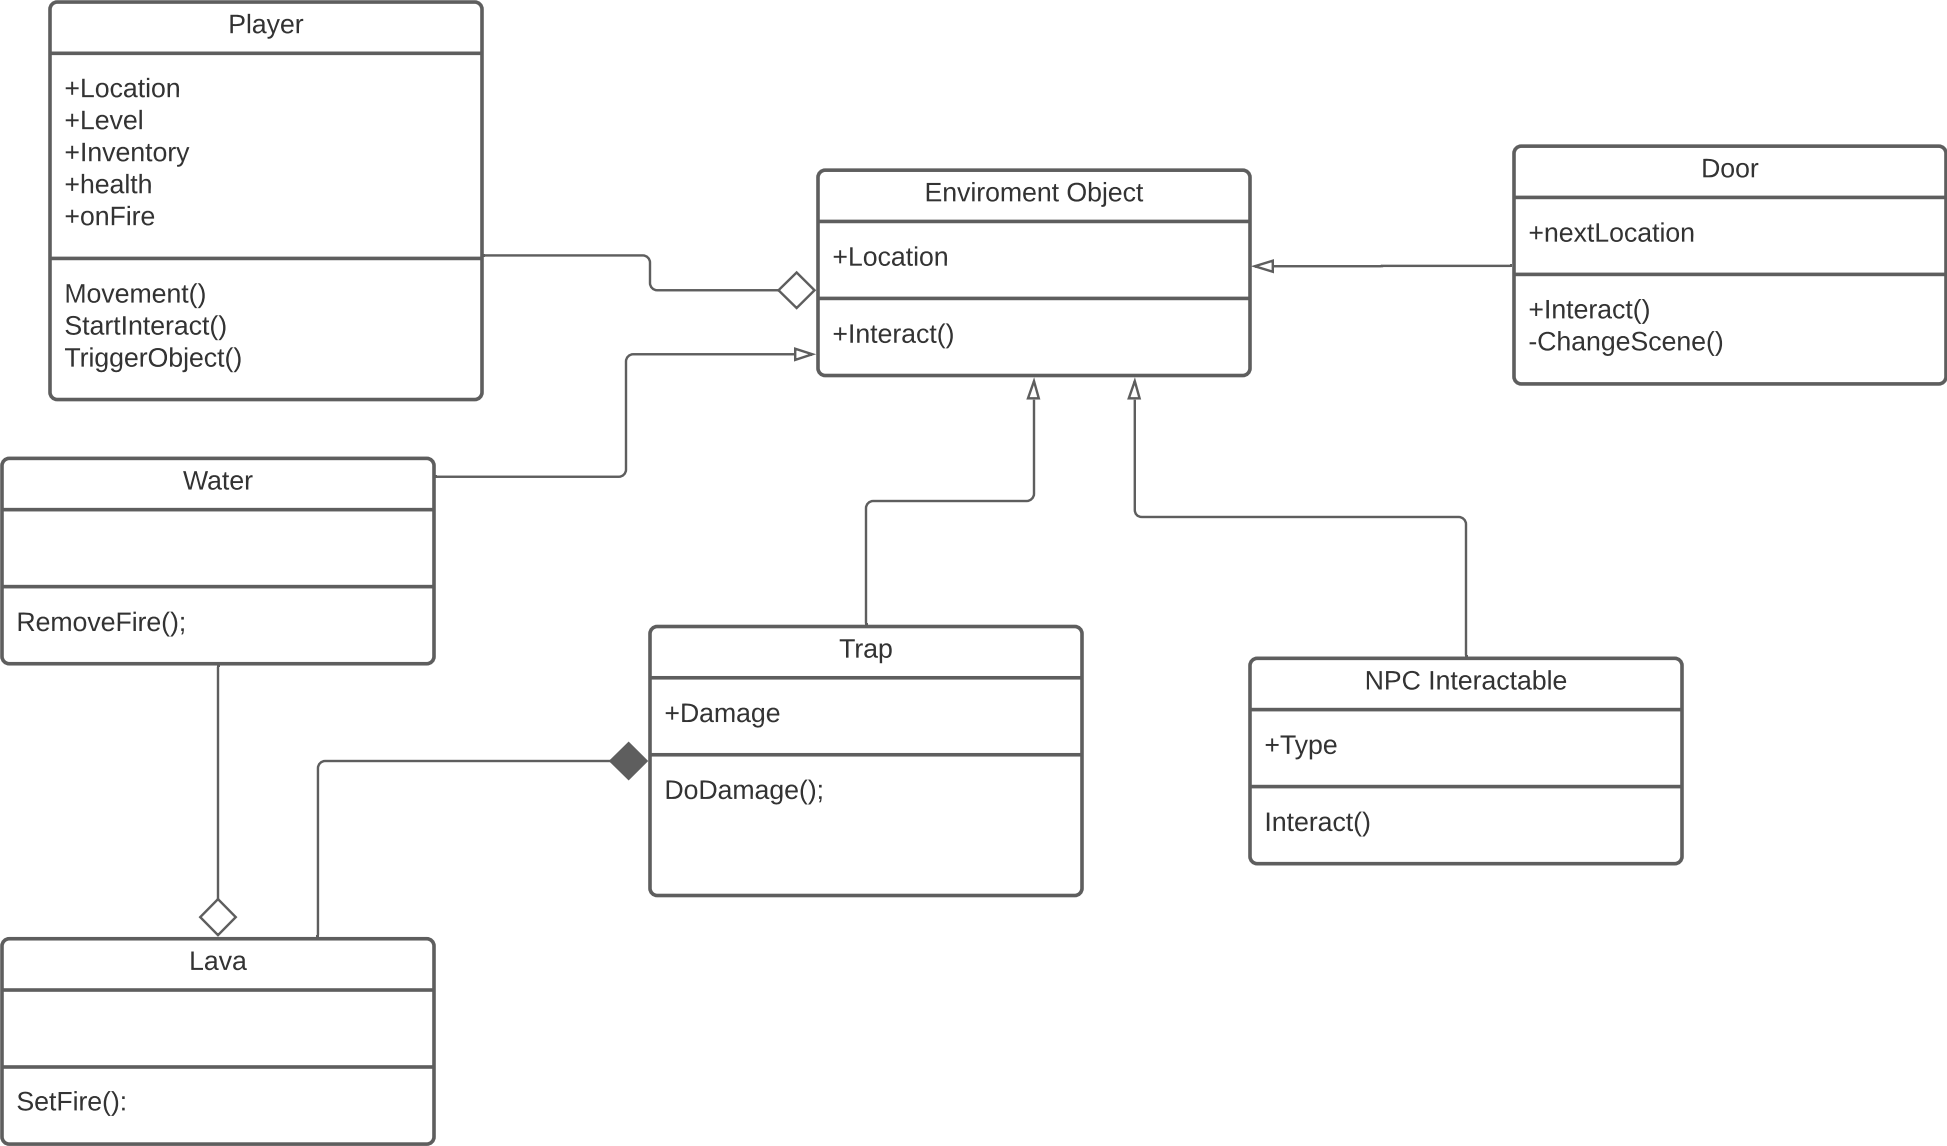 Player
+Location
+Level
+Inventory
+health
+onFire
Movement()
StartInteract()
TriggerObject()
Enviroment Object
+Location
+Interact()
Door
+nextLocation
+Interact()
-ChangeScene()
Water
RemoveFire();
Trap
+Damage
DoDamage();
NPC Interactable
+Type
Interact()
Lava
SetFire():